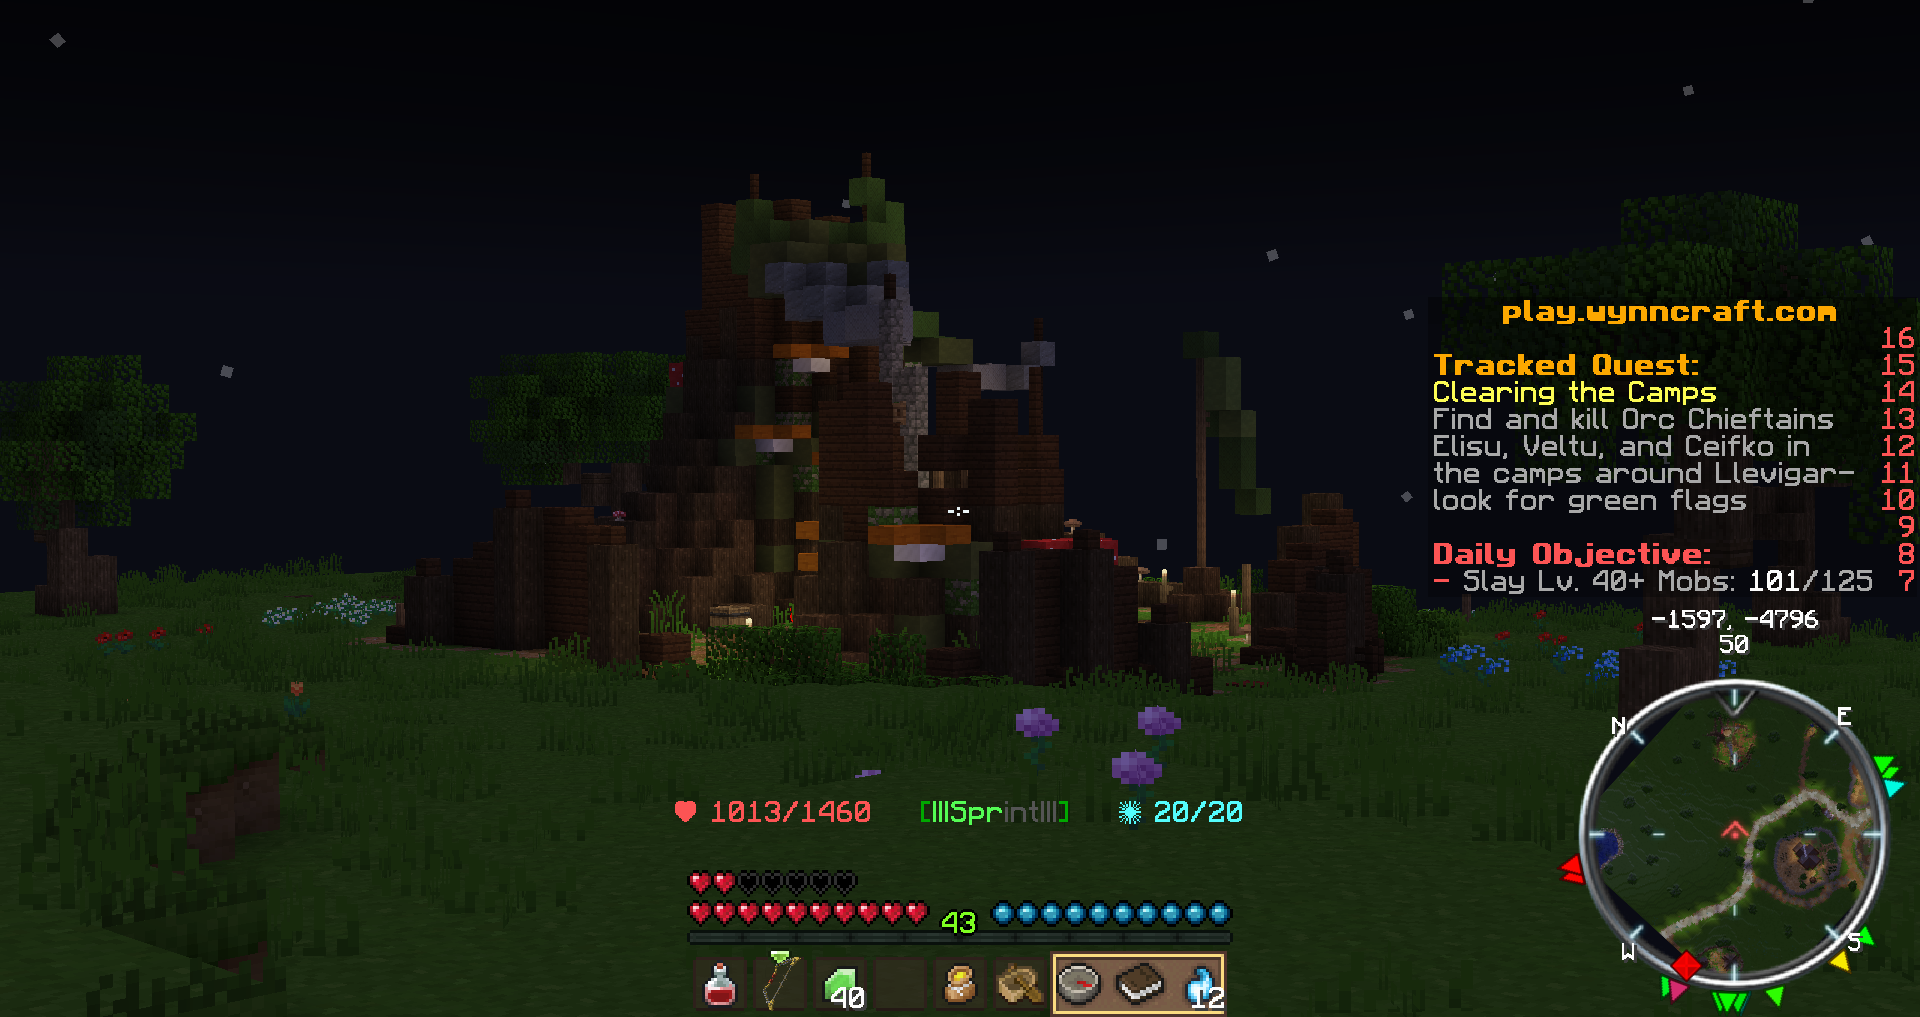 play.wynncraft.com
16
Tracked Quest: 15
Clearing the Camps 14
Find and kill Orc Chieftains 13
Elisu, Veltu, and Ceifko in 12
the camps around Llevigar- 11
look for green flags 10
9
Daily Objective: 8
- Slay Lv. 40+ Mobs: 101/125 7
-1597, -4796
50
N E
W S
1013/1460 [|||Sprint|||] 20/20
43
40 12